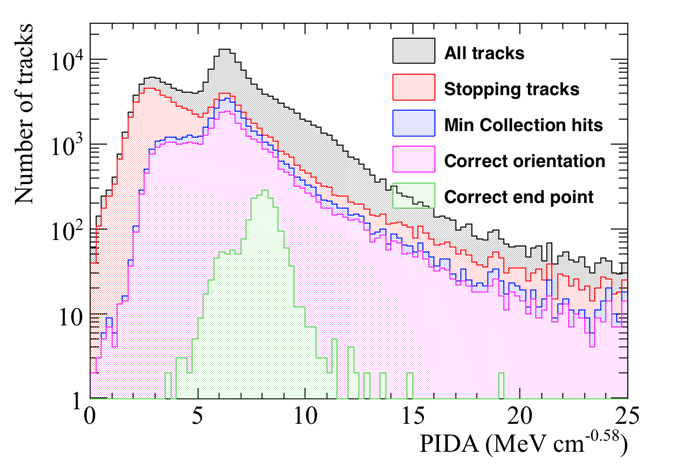 Number of tracks
10⁴
10³
10²
10
1
All tracks
Stopping tracks
Min Collection hits
Correct orientation
Correct end point
0 5 10 15 20 25
PIDA (MeV cm⁻⁰·⁵⁸)